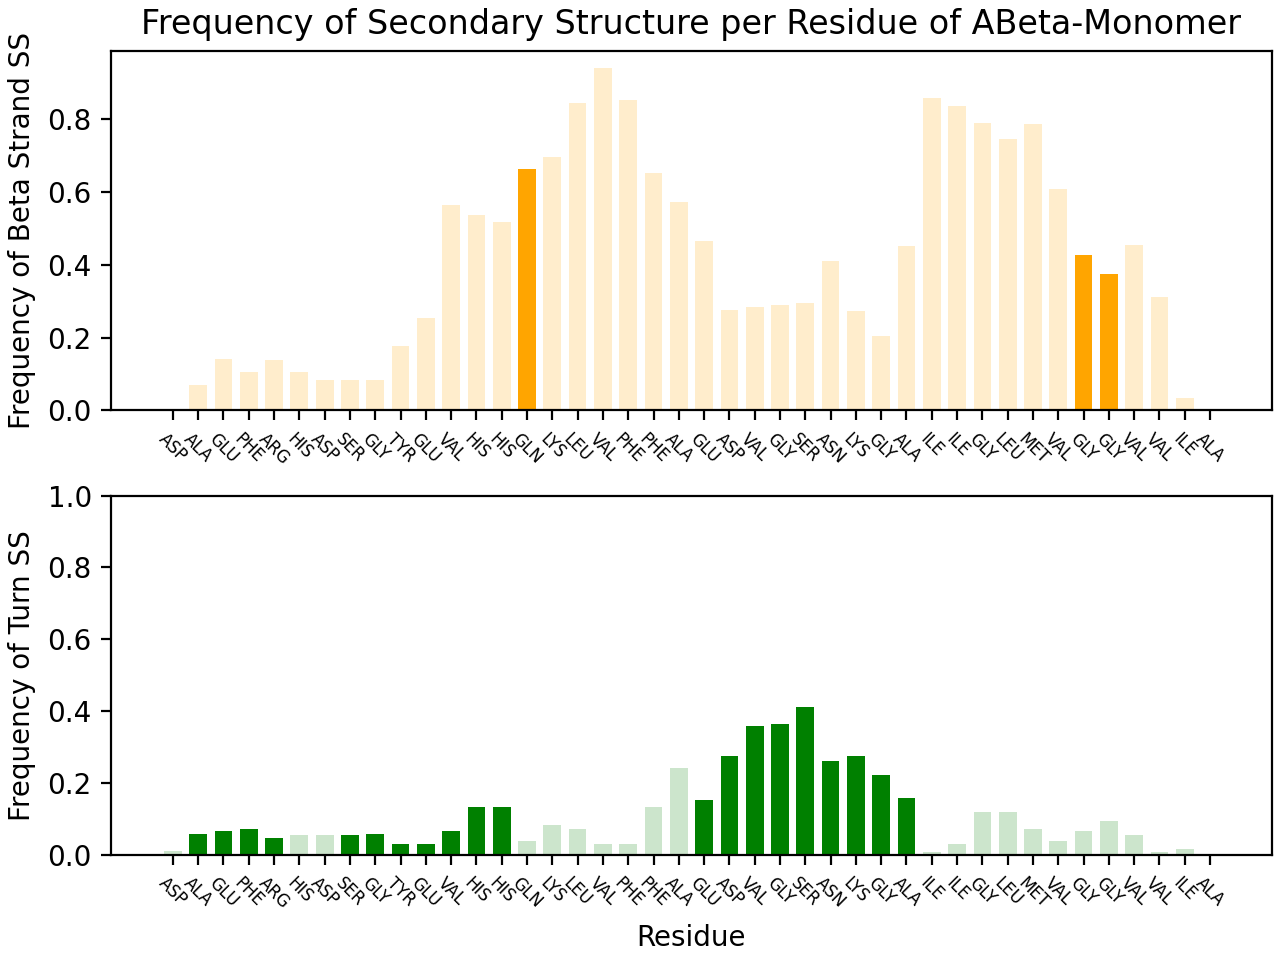 Frequency of Secondary Structure per Residue of ABeta-Monomer
Frequency of Beta Strand SS
0.8
0.6
0.4
0.2
0.0
ASP ALA GLU PHE ARG HIS ASP SER GLY TYR GLU VAL HIS HIS GLN LYS LEU VAL PHE PHE ALA GLU ASP VAL GLY SER ASN LYS GLY ALA ILE ILE GLY LEU MET VAL GLY GLY VAL VAL ILE ALA
Frequency of Turn SS
1.0
0.8
0.6
0.4
0.2
0.0
ASP ALA GLU PHE ARG HIS ASP SER GLY TYR GLU VAL HIS HIS GLN LYS LEU VAL PHE PHE ALA GLU ASP VAL GLY SER ASN LYS GLY ALA ILE ILE GLY LEU MET VAL GLY GLY VAL VAL ILE ALA
Residue